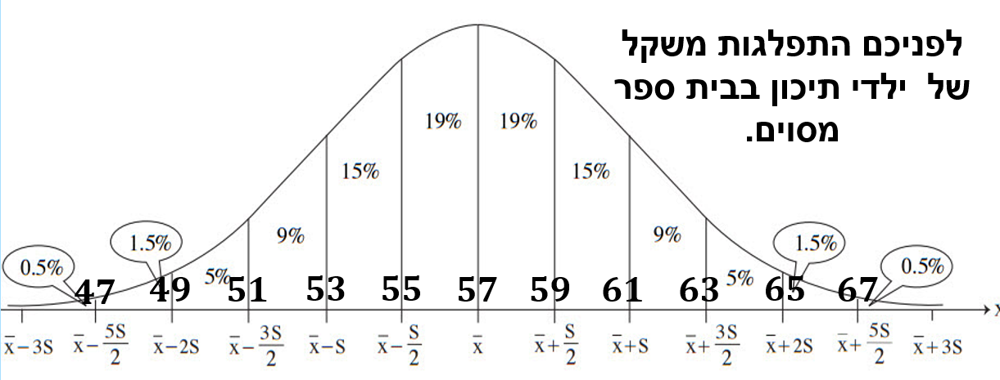 לפניכם התפלגות משקל
של ילדי תיכון בבית ספר
מסוים.
19% 19%
15% 15%
9% 9%
1.5% 1.5%
0.5% 5% 5% 0.5%
47 49 51 53 55 57 59 61 63 65 67
x
x̄−3S x̄−5S/2 x̄−2S x̄−3S/2 x̄−S x̄−S/2 x̄ x̄+S/2 x̄+S x̄+3S/2 x̄+2S x̄+5S/2 x̄+3S